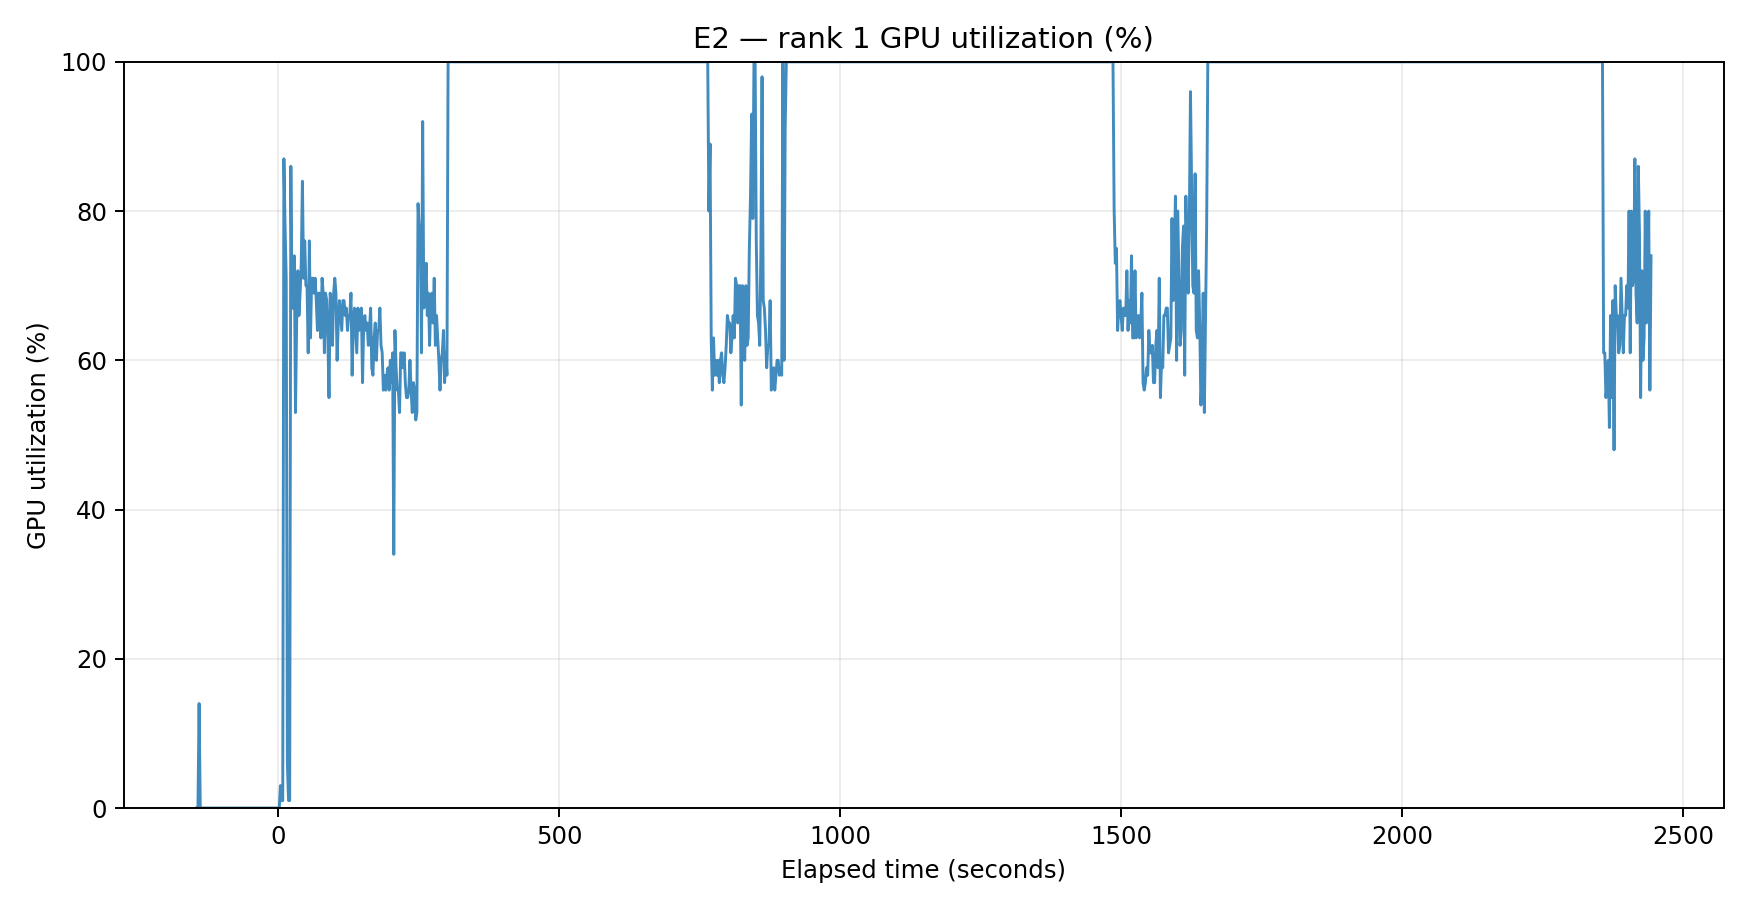 E2 — rank 1 GPU utilization (%)
100
80
60
40
20
0
GPU utilization (%)
0 500 1000 1500 2000 2500
Elapsed time (seconds)